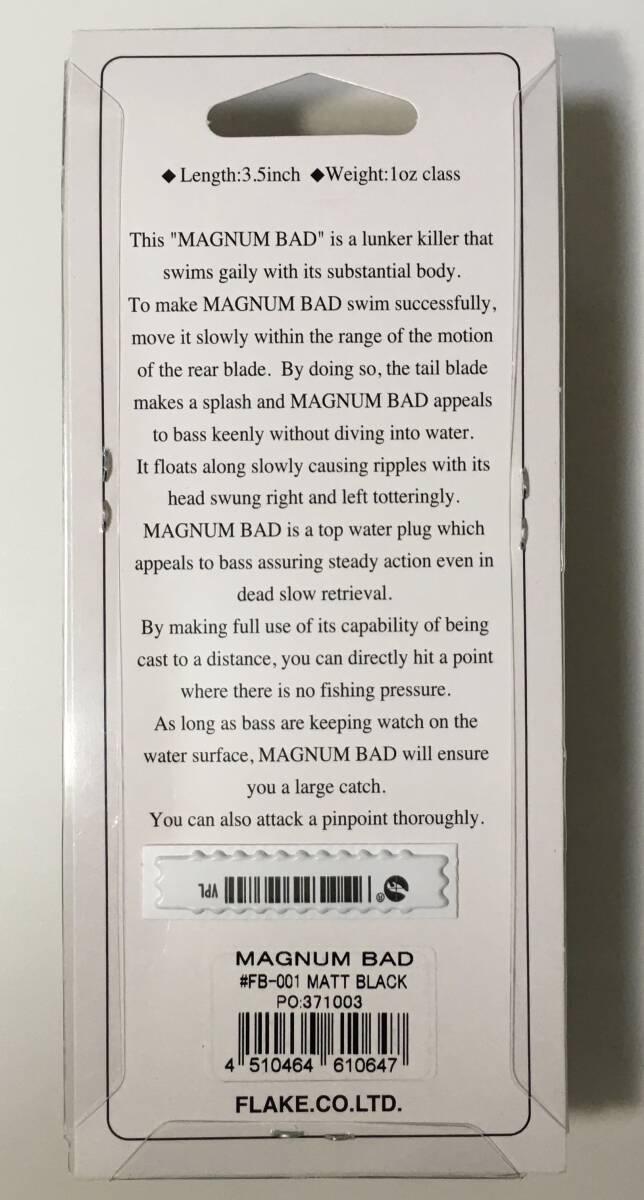 ◆Length:3.5inch ◆Weight:1oz class
This "MAGNUM BAD" is a lunker killer that
swims gaily with its substantial body.
To make MAGNUM BAD swim successfully,
move it slowly within the range of the motion
of the rear blade. By doing so, the tail blade
makes a splash and MAGNUM BAD appeals
to bass keenly without diving into water.
It floats along slowly causing ripples with its
head swung right and left totteringly.
MAGNUM BAD is a top water plug which
appeals to bass assuring steady action even in
dead slow retrieval.
By making full use of its capability of being
cast to a distance, you can directly hit a point
where there is no fishing pressure.
As long as bass are keeping watch on the
water surface, MAGNUM BAD will ensure
you a large catch.
You can also attack a pinpoint thoroughly.
® VPL
MAGNUM BAD
#FB-001 MATT BLACK
PO:371003
4 510464 610647
FLAKE.CO.LTD.